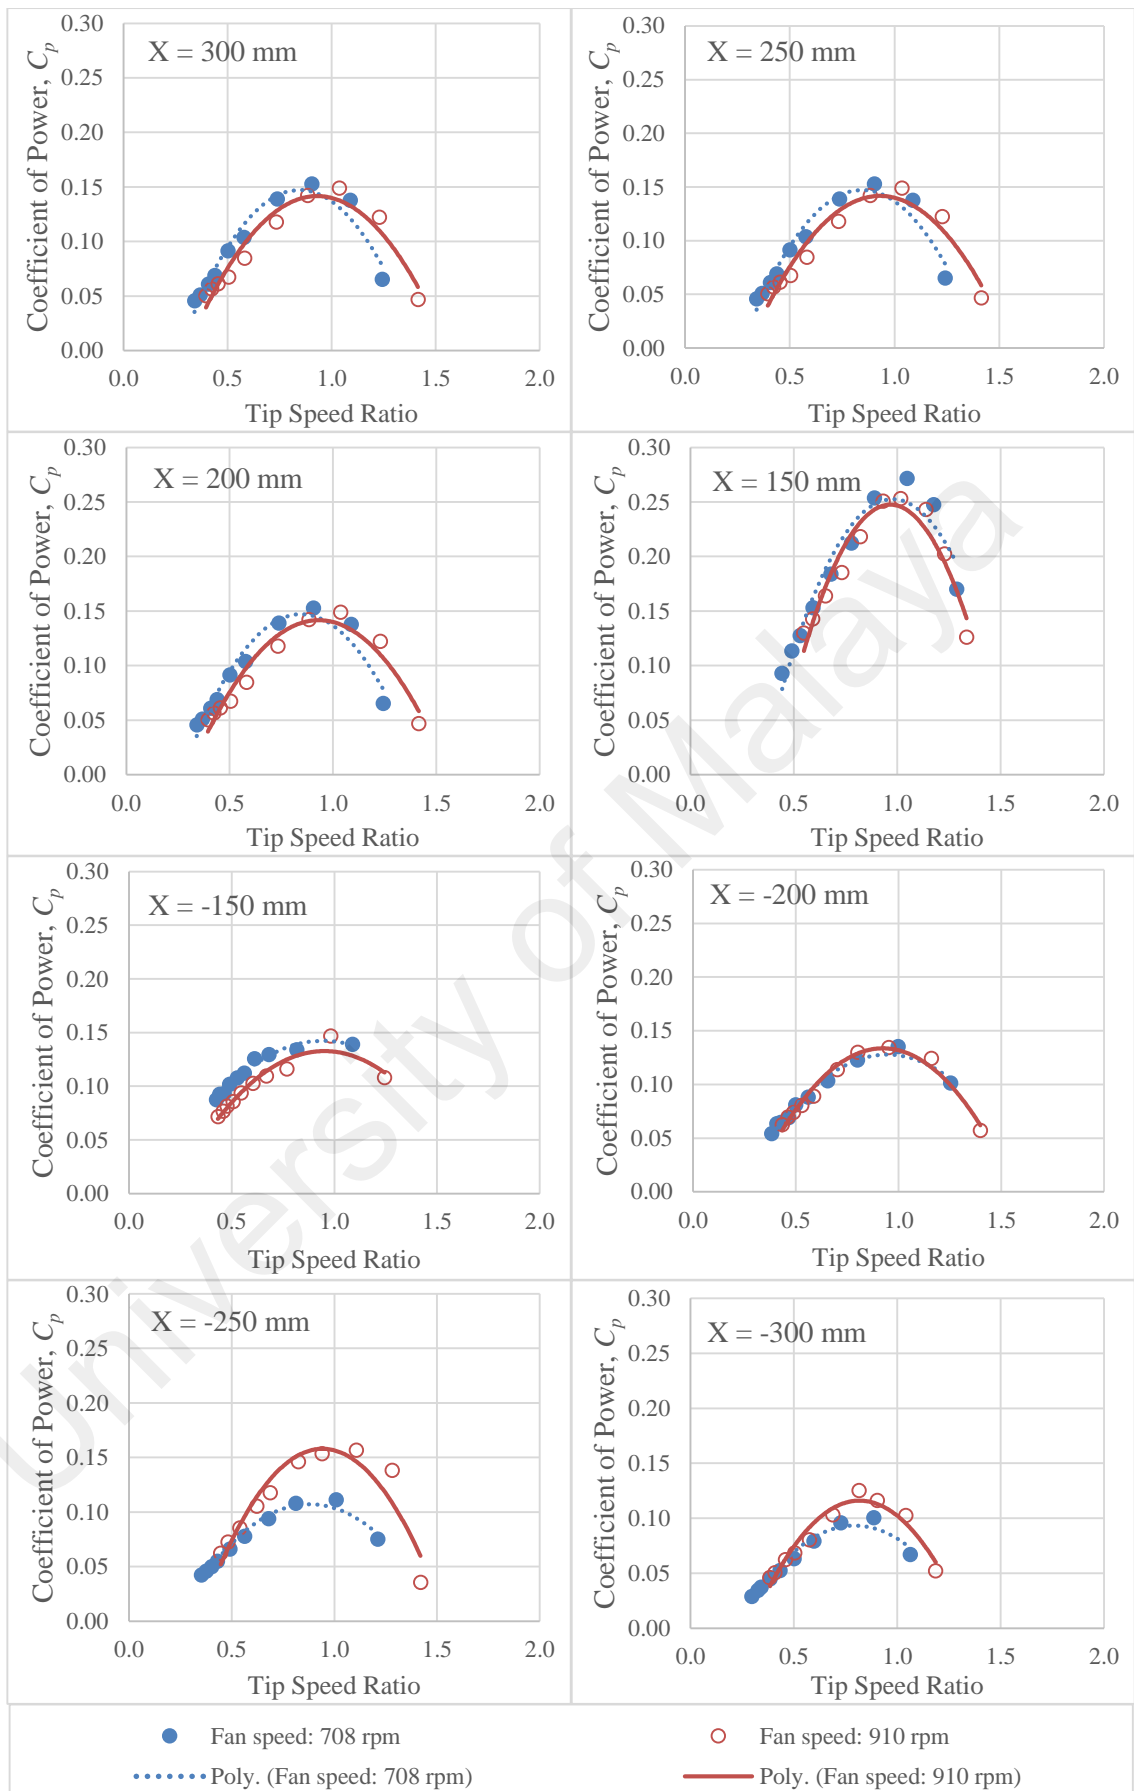 X = 300 mm
Coefficient of Power, Cp
0.30
0.25
0.20
0.15
0.10
0.05
0.00
0.0 0.5 1.0 1.5 2.0
Tip Speed Ratio
X = 250 mm
Coefficient of Power, Cp
0.30
0.25
0.20
0.15
0.10
0.05
0.00
0.0 0.5 1.0 1.5 2.0
Tip Speed Ratio
X = 200 mm
Coefficient of Power, Cp
0.30
0.25
0.20
0.15
0.10
0.05
0.00
0.0 0.5 1.0 1.5 2.0
Tip Speed Ratio
X = 150 mm
Coefficient of Power, Cp
0.30
0.25
0.20
0.15
0.10
0.05
0.00
0.0 0.5 1.0 1.5 2.0
Tip Speed Ratio
X = -150 mm
Coefficient of Power, Cp
0.30
0.25
0.20
0.15
0.10
0.05
0.00
0.0 0.5 1.0 1.5 2.0
Tip Speed Ratio
X = -200 mm
Coefficient of Power, Cp
0.30
0.25
0.20
0.15
0.10
0.05
0.00
0.0 0.5 1.0 1.5 2.0
Tip Speed Ratio
X = -250 mm
Coefficient of Power, Cp
0.30
0.25
0.20
0.15
0.10
0.05
0.00
0.0 0.5 1.0 1.5 2.0
Tip Speed Ratio
X = -300 mm
Coefficient of Power, Cp
0.30
0.25
0.20
0.15
0.10
0.05
0.00
0.0 0.5 1.0 1.5 2.0
Tip Speed Ratio
Fan speed: 708 rpm
Fan speed: 910 rpm
Poly. (Fan speed: 708 rpm)
Poly. (Fan speed: 910 rpm)
University of Malaya